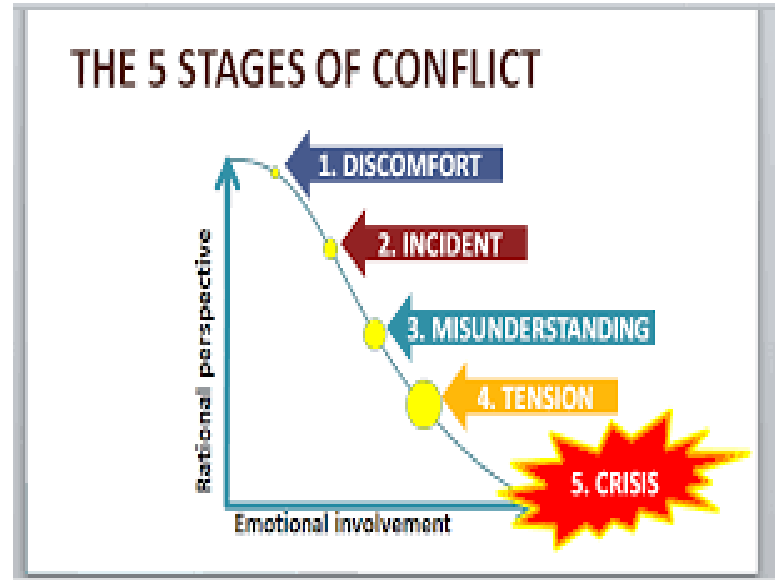 THE 5 STAGES OF CONFLICT
1. DISCOMFORT
2. INCIDENT
3. MISUNDERSTANDING
4. TENSION
5. CRISIS
Rational perspective
Emotional involvement